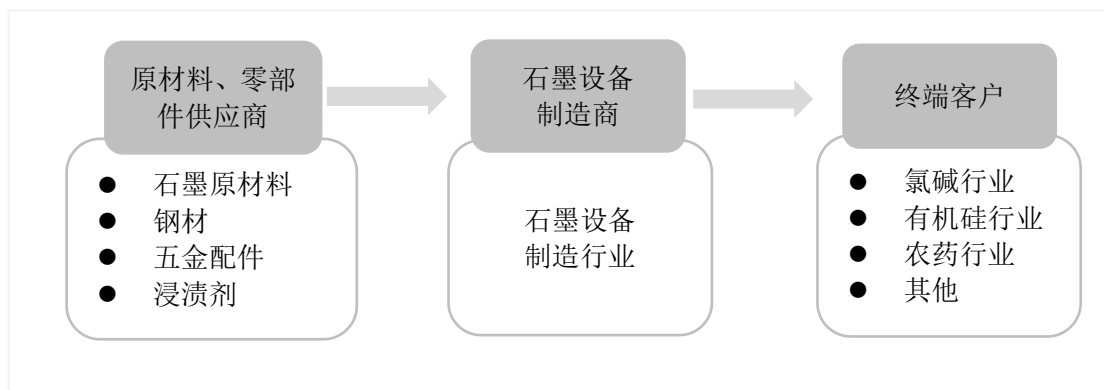 原材料、零部
件供应商
石墨设备
制造商
终端客户
● 石墨原材料
● 钢材
● 五金配件
● 浸渍剂
石墨设备
制造行业
● 氯碱行业
● 有机硅行业
● 农药行业
● 其他